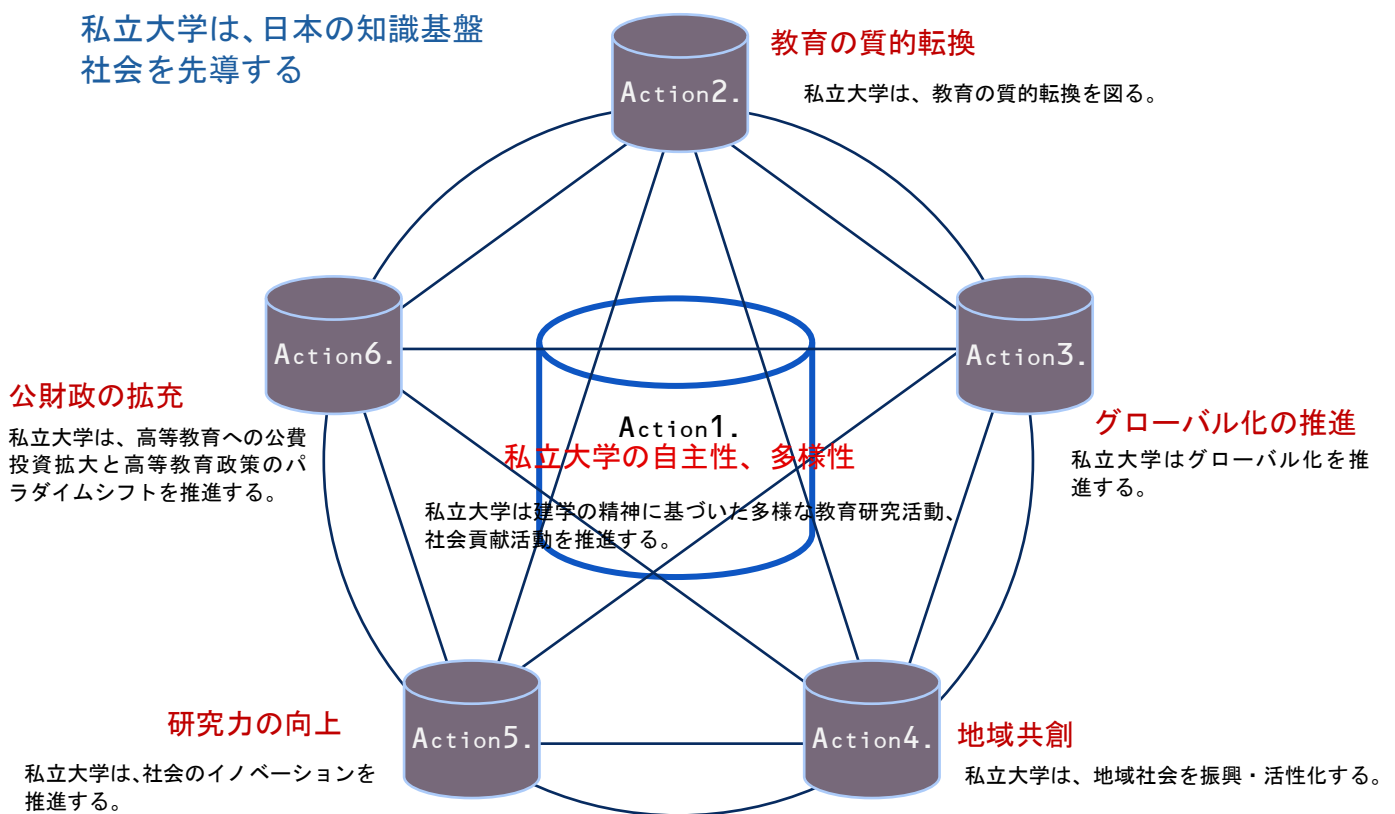 私立大学は、日本の知識基盤
社会を先導する
Action2.
教育の質的転換
私立大学は、教育の質的転換を図る。
Action6.
公財政の拡充
私立大学は、高等教育への公費
投資拡大と高等教育政策のパ
ラダイムシフトを推進する。
Action1.
私立大学の自主性、多様性
私立大学は建学の精神に基づいた多様な教育研究活動、
社会貢献活動を推進する。
Action3.
グローバル化の推進
私立大学はグローバル化を推
進する。
Action5.
研究力の向上
私立大学は、社会のイノベーションを
推進する。
Action4.
地域共創
私立大学は、地域社会を振興・活性化する。